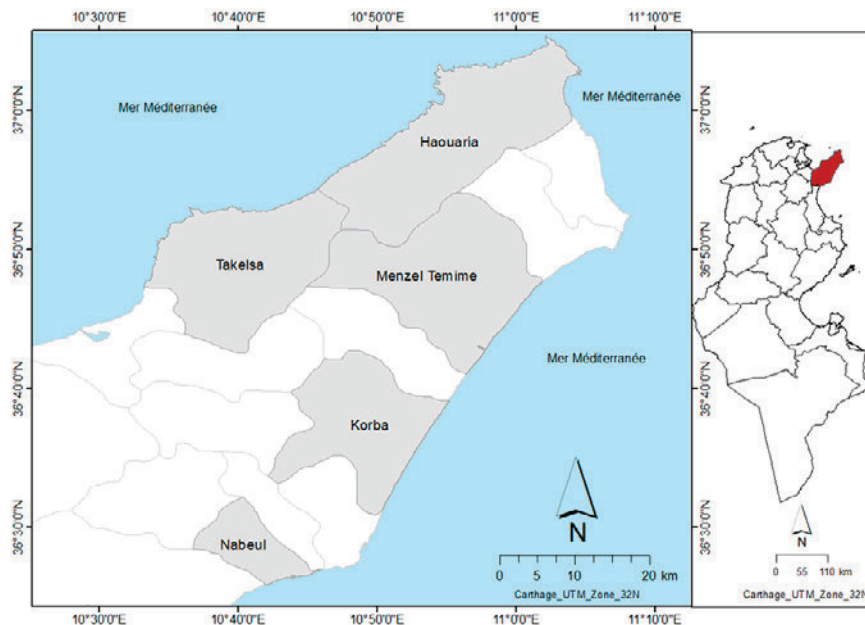 10°30'0"E 10°40'0"E 10°50'0"E 11°0'0"E 11°10'0"E
37°0'0"N
36°50'0"N
36°40'0"N
36°30'0"N
Mer Méditerranée
Mer Méditerranée
Haouaria
Takelsa
Menzel Temime
Mer Méditerranée
Korba
Nabeul
N
0 5 10 20 km
Carthage_UTM_Zone_32N
37°0'0"N
36°50'0"N
36°40'0"N
36°30'0"N
10°30'0"E 10°40'0"E 10°50'0"E 11°0'0"E 11°10'0"E
N
0 55 110 km
Carthage_UTM_Zone_32N